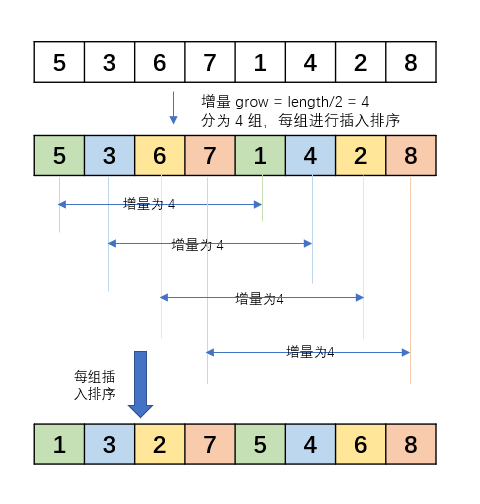 5 3 6 7 1 4 2 8
增量 grow = length/2 = 4
分为 4 组，每组进行插入排序
5 3 6 7 1 4 2 8
增量为 4
增量为 4
增量为4
增量为4
每组插
入排序
1 3 2 7 5 4 6 8